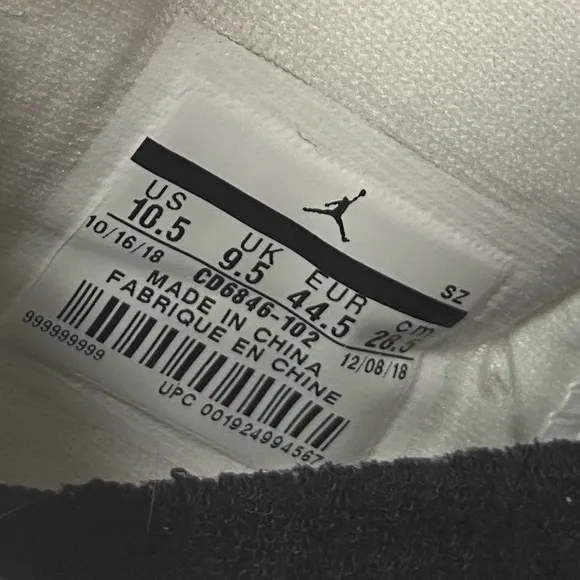 SZ
US UK EUR cm
10.5 9.5 44.5 28.5
10/16/18 CD6846-102 12/08/18
MADE IN CHINA
FABRIQUE EN CHINE
999999999
UPC 001924994567